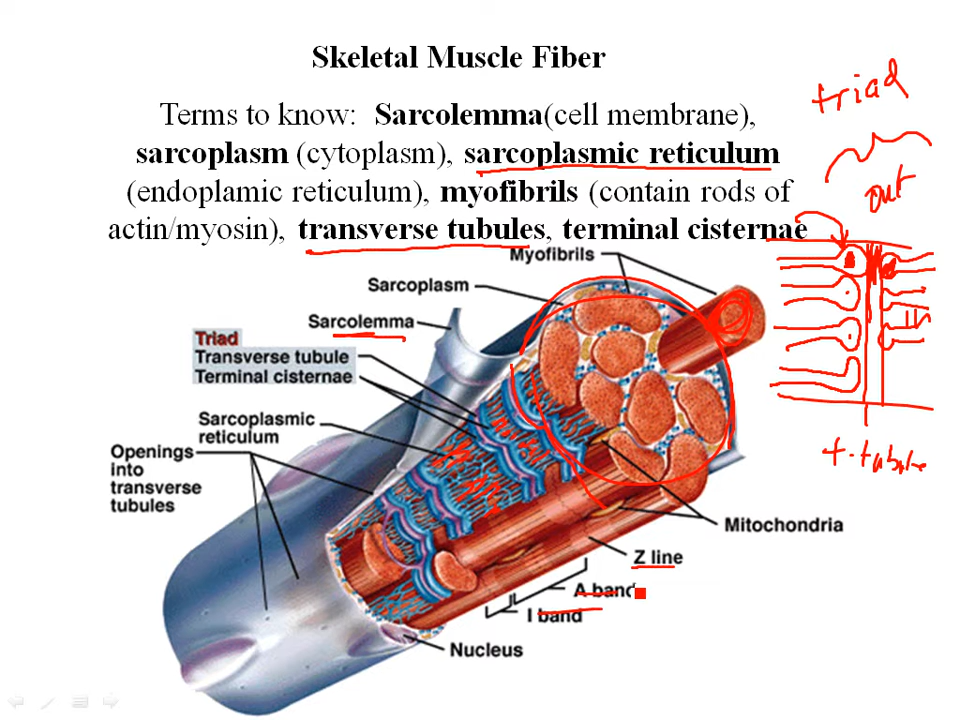 Skeletal Muscle Fiber
Terms to know: Sarcolemma(cell membrane),
sarcoplasm (cytoplasm), sarcoplasmic reticulum
(endoplamic reticulum), myofibrils (contain rods of
actin/myosin), transverse tubules, terminal cisternae
triad
out
Myofibrils
Sarcoplasm
Sarcolemma
Triad
Transverse tubule
Terminal cisternae
Sarcoplasmic
reticulum
Openings
into
transverse
tubules
t-tubule
Mitochondria
Z line
A band
I band
Nucleus